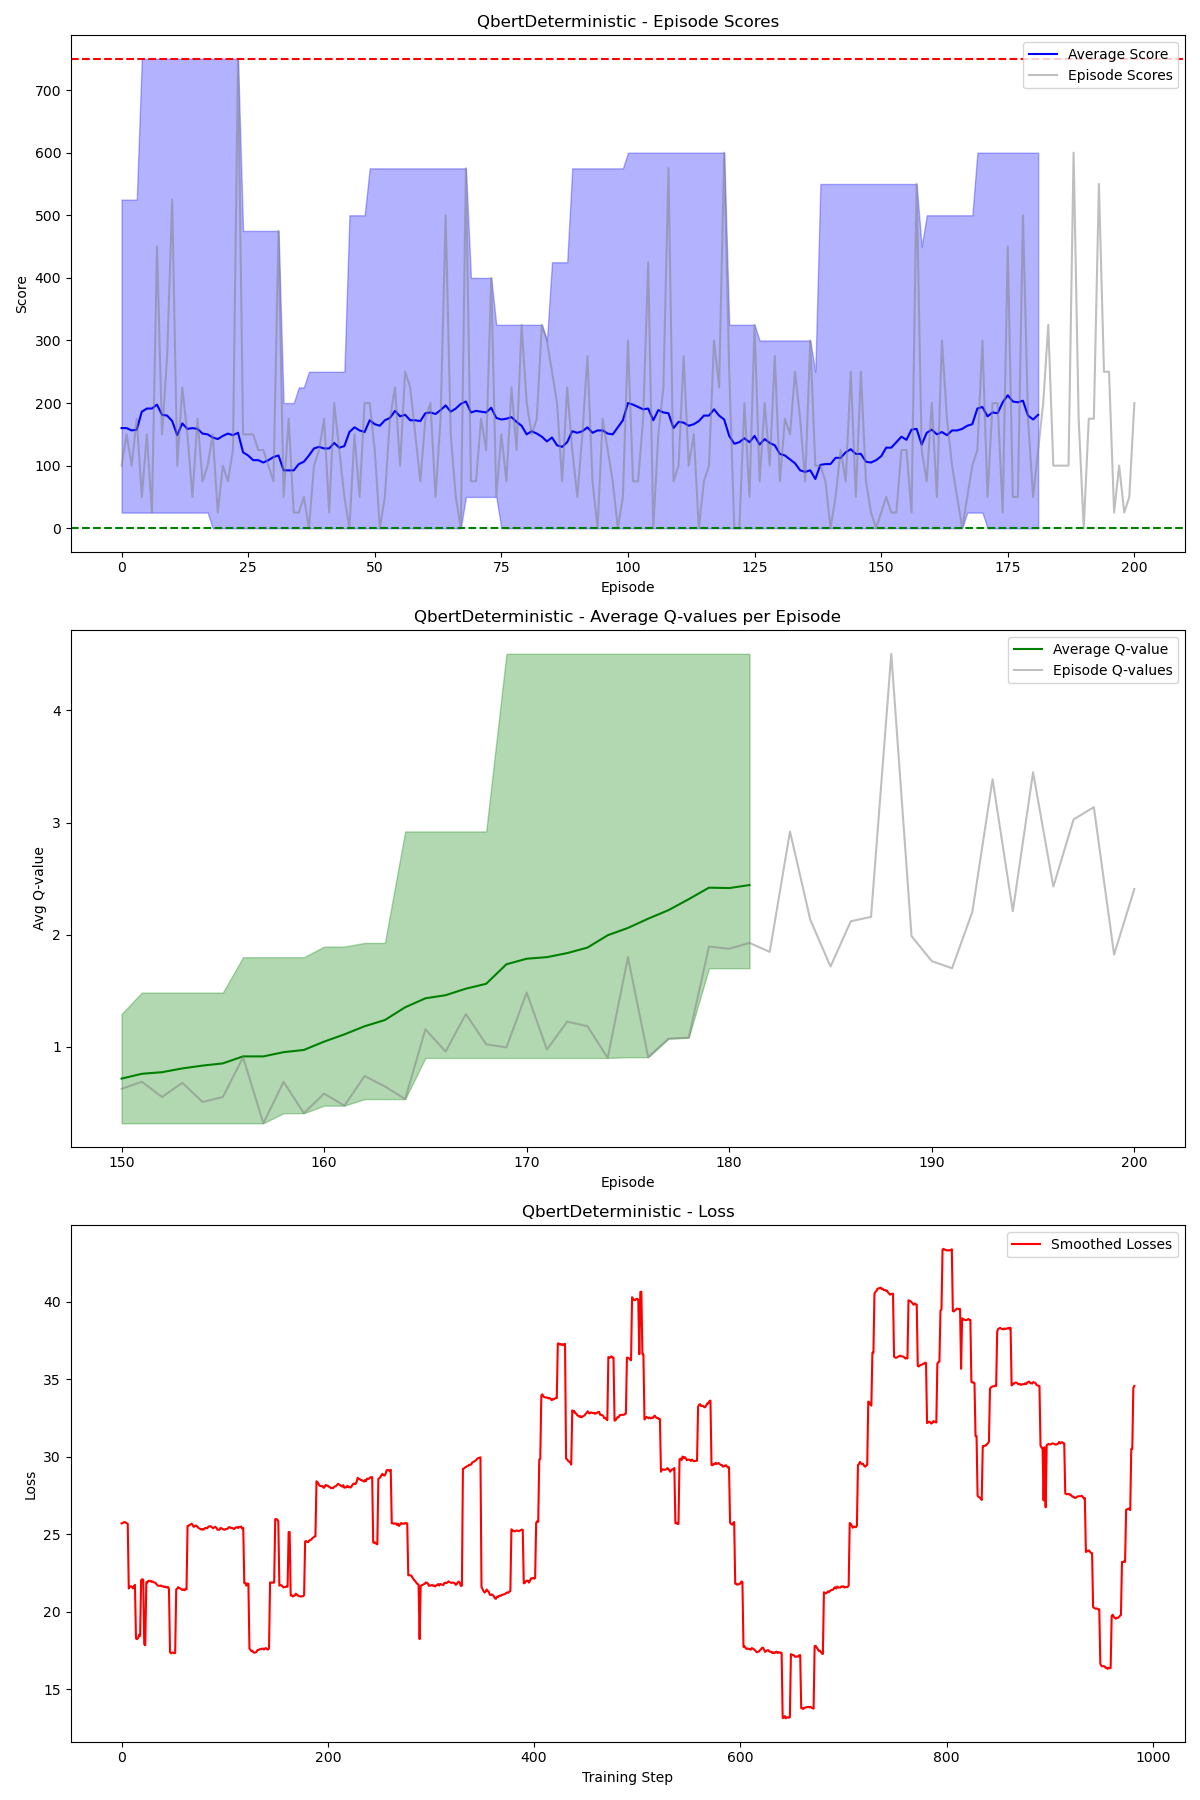 QbertDeterministic - Episode Scores
Average Score
Episode Scores
700
600
500
400
300
200
100
0
Score
0 25 50 75 100 125 150 175 200
Episode
QbertDeterministic - Average Q-values per Episode
Average Q-value
Episode Q-values
4
3
2
1
Avg Q-value
150 160 170 180 190 200
Episode
QbertDeterministic - Loss
Smoothed Losses
40
35
30
25
20
15
Loss
0 200 400 600 800 1000
Training Step